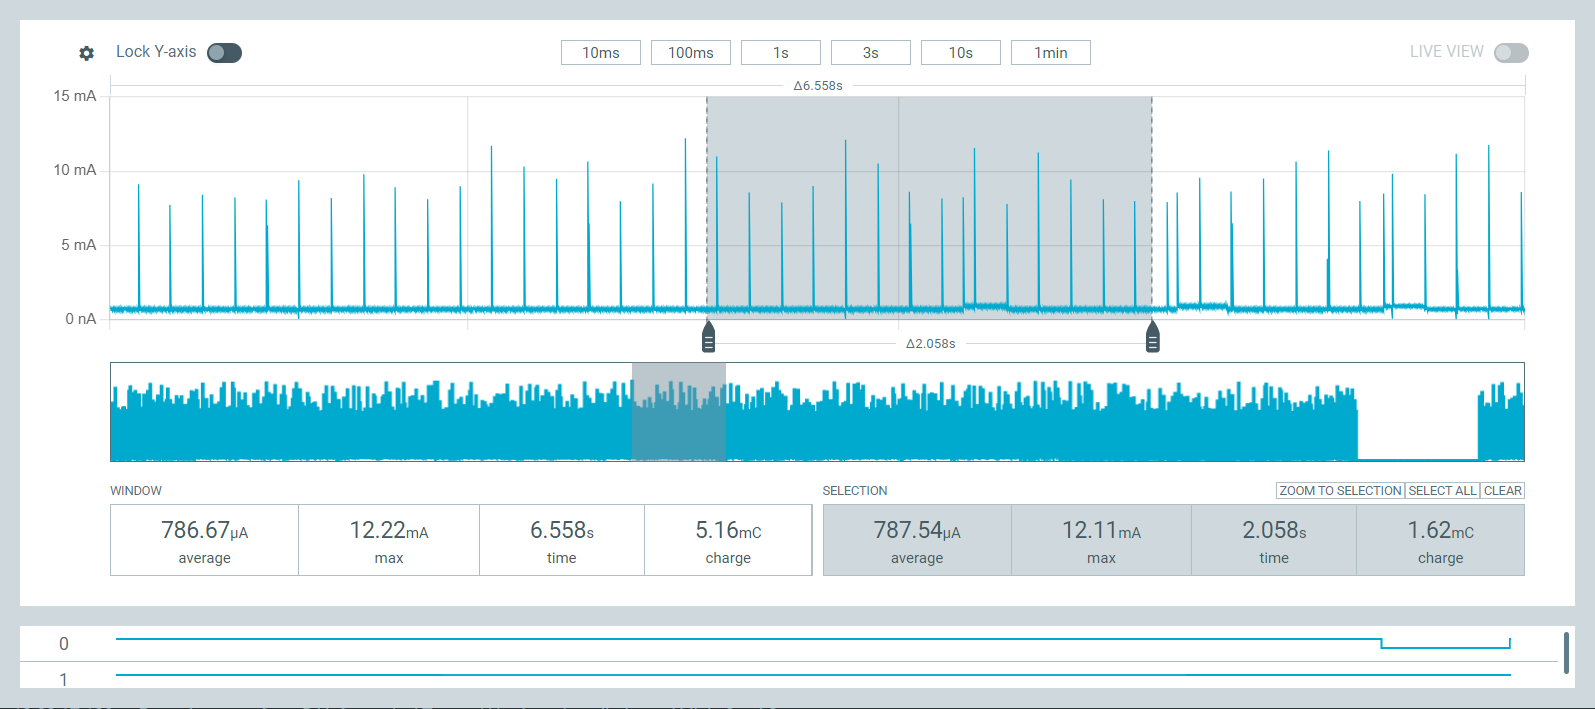 Lock Y-axis 10ms 100ms 1s 3s 10s 1min LIVE VIEW
Δ6.558s
15 mA
10 mA
5 mA
0 nA
Δ2.058s
WINDOW SELECTION ZOOM TO SELECTION SELECT ALL CLEAR
786.67μA 12.22mA 6.558s 5.16mC 787.54μA 12.11mA 2.058s 1.62mC
average max time charge average max time charge
0
1